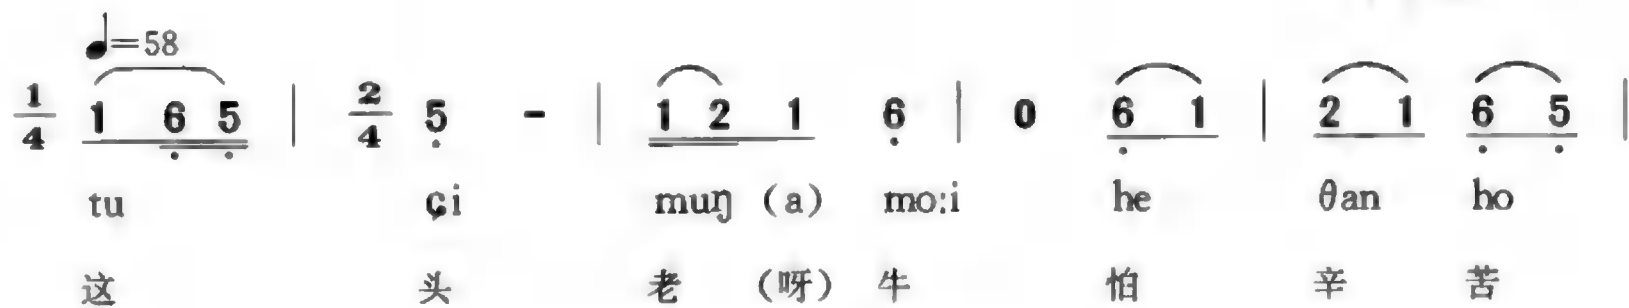 ♩=58
1/4 1 6̣ 5̣ | 2/4 5̣ - | 1 2 1 6̣ | 0 6̣ 1 | 2 1 6̣ 5̣ |
tu ɕi muŋ (a) mo:i he θan ho
这 头 老 (呀) 牛 怕 辛 苦